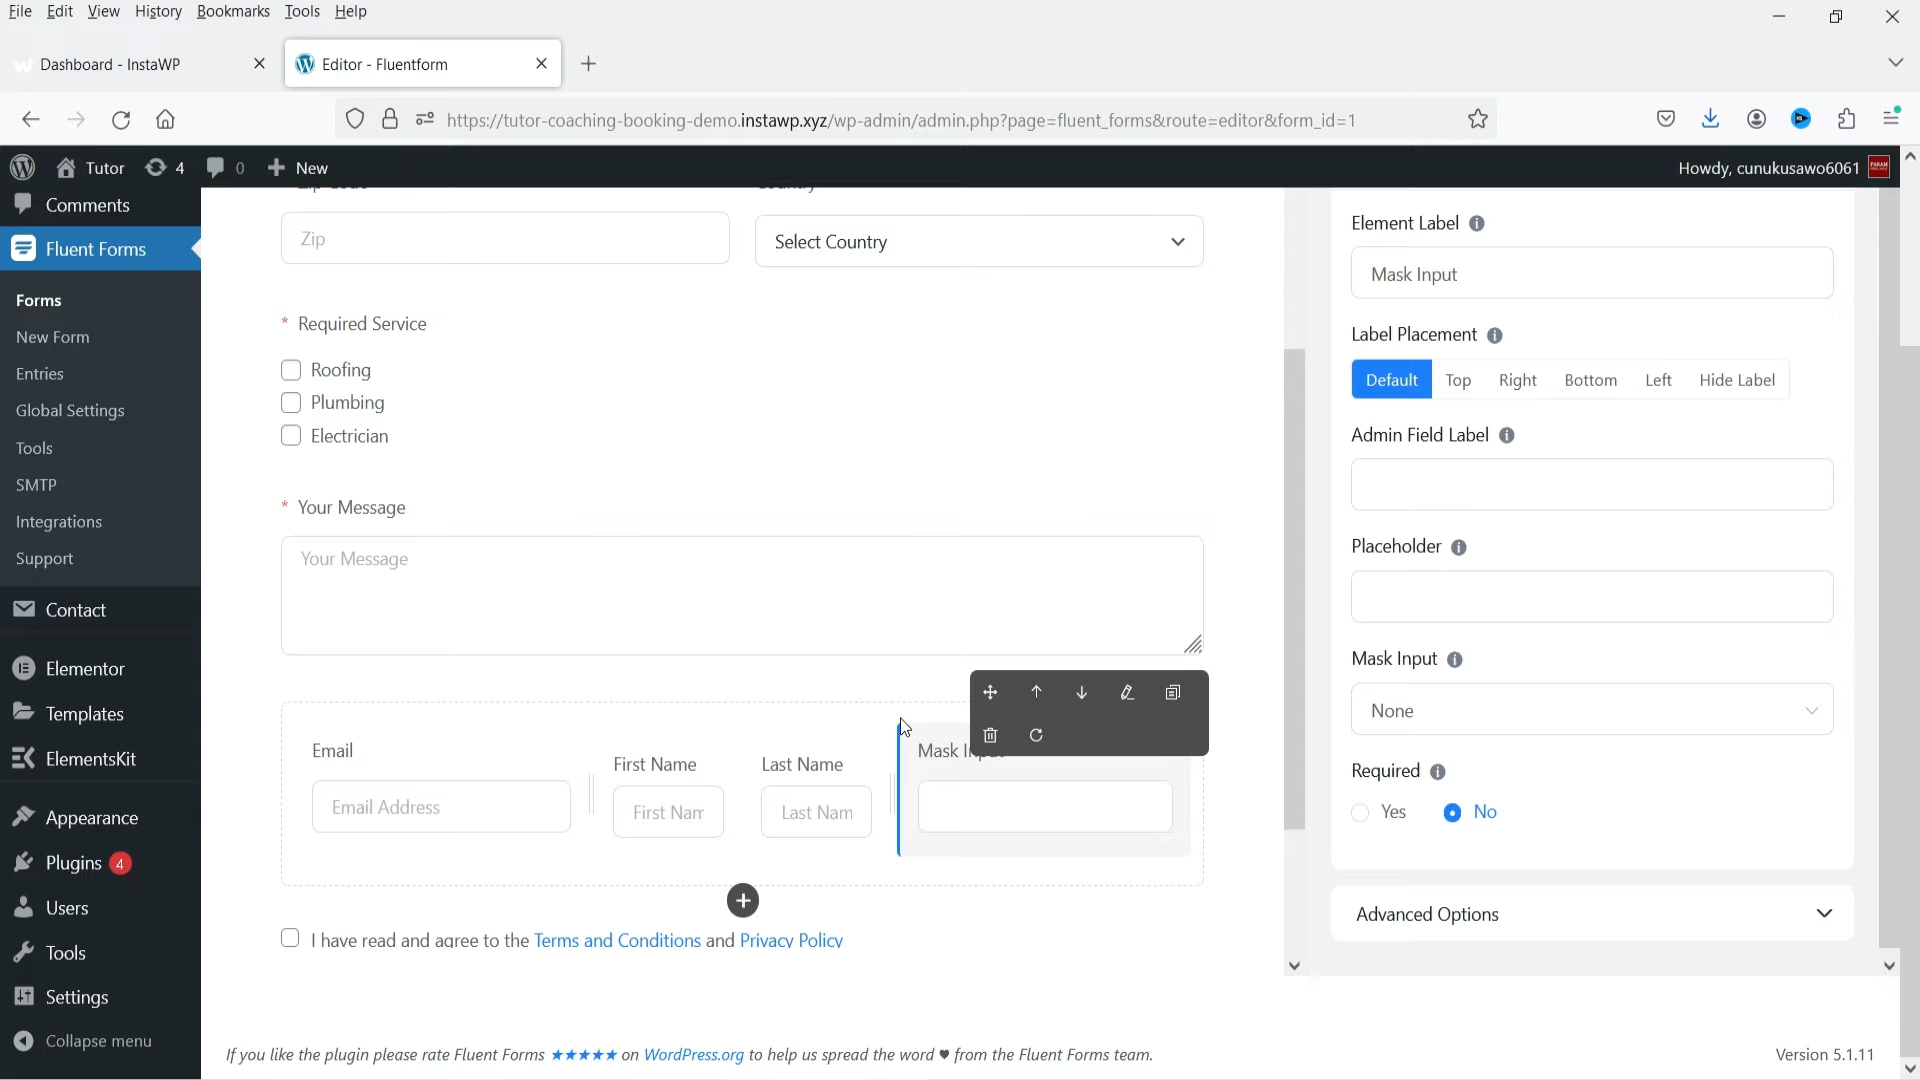 File Edit View History Bookmarks Tools Help
Dashboard - InstaWP
Editor - Fluentform
https://tutor-coaching-booking-demo.instawp.xyz/wp-admin/admin.php?page=fluent_forms&route=editor&form_id=1
Tutor 4 0 New
Howdy, cunukusawo6061
Comments
Fluent Forms
Forms
New Form
Entries
Global Settings
Tools
SMTP
Integrations
Support
Contact
Elementor
Templates
ElementsKit
Appearance
Plugins 4
Users
Tools
Settings
Collapse menu
Zip
Select Country
* Required Service
Roofing
Plumbing
Electrician
* Your Message
Your Message
Email
First Name
Last Name
Mask Input
Email Address
First Nam
Last Nam
I have read and agree to the Terms and Conditions and Privacy Policy
Element Label
Mask Input
Label Placement
Default Top Right Bottom Left Hide Label
Admin Field Label
Placeholder
Mask Input
None
Required
Yes No
Advanced Options
If you like the plugin please rate Fluent Forms ★★★★★ on WordPress.org to help us spread the word ♥ from the Fluent Forms team.
Version 5.1.11